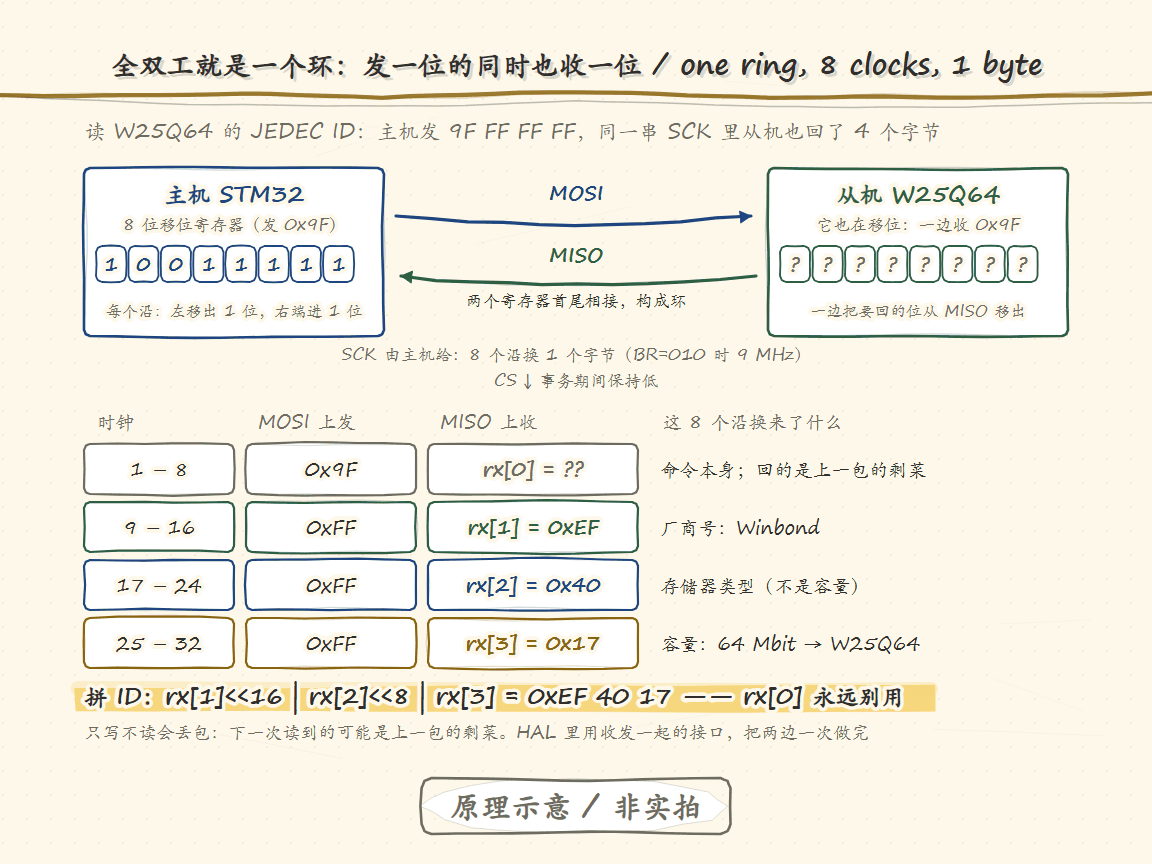 全双工就是一个环：发一位的同时也收一位 / one ring, 8 clocks, 1 byte
读 W25Q64 的 JEDEC ID：主机发 9F FF FF FF，同一串 SCK 里从机也回了 4 个字节
主机 STM32
8 位移位寄存器（发 0x9F）
1 0 0 1 1 1 1 1
每个沿：左移出 1 位，右端进 1 位
MOSI
MISO
两个寄存器首尾相接，构成环
从机 W25Q64
它也在移位：一边收 0x9F
? ? ? ? ? ? ? ?
一边把要回的位从 MISO 移出
SCK 由主机给：8 个沿换 1 个字节（BR=010 时 9 MHz）
CS ↓ 事务期间保持低
时钟 MOSI 上发 MISO 上收 这 8 个沿换来了什么
1 – 8 0x9F rx[0] = ?? 命令本身；回的是上一包的剩菜
9 – 16 0xFF rx[1] = 0xEF 厂商号：Winbond
17 – 24 0xFF rx[2] = 0x40 存储器类型（不是容量）
25 – 32 0xFF rx[3] = 0x17 容量：64 Mbit → W25Q64
拼 ID：rx[1]<<16 | rx[2]<<8 | rx[3] = 0xEF 40 17 —— rx[0] 永远别用
只写不读会丢包：下一次读到的可能是上一包的剩菜。HAL 里用收发一起的接口，把两边一次做完
原理示意 / 非实拍